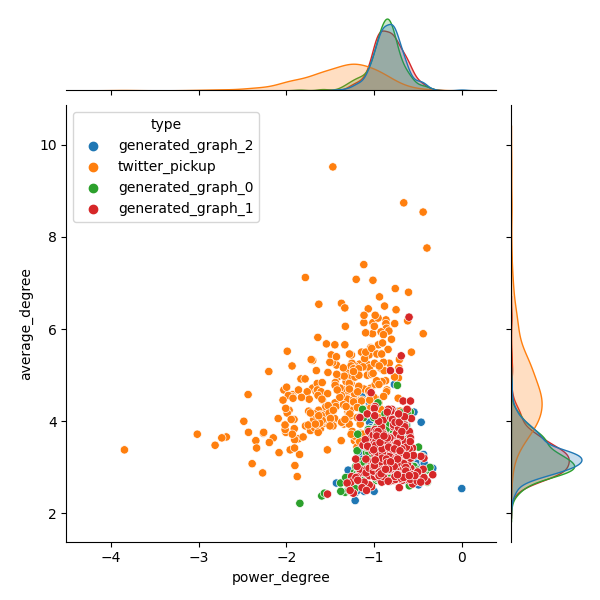 type
generated_graph_2
twitter_pickup
generated_graph_0
generated_graph_1
10
8
6
4
2
average_degree
−4 −3 −2 −1 0
power_degree